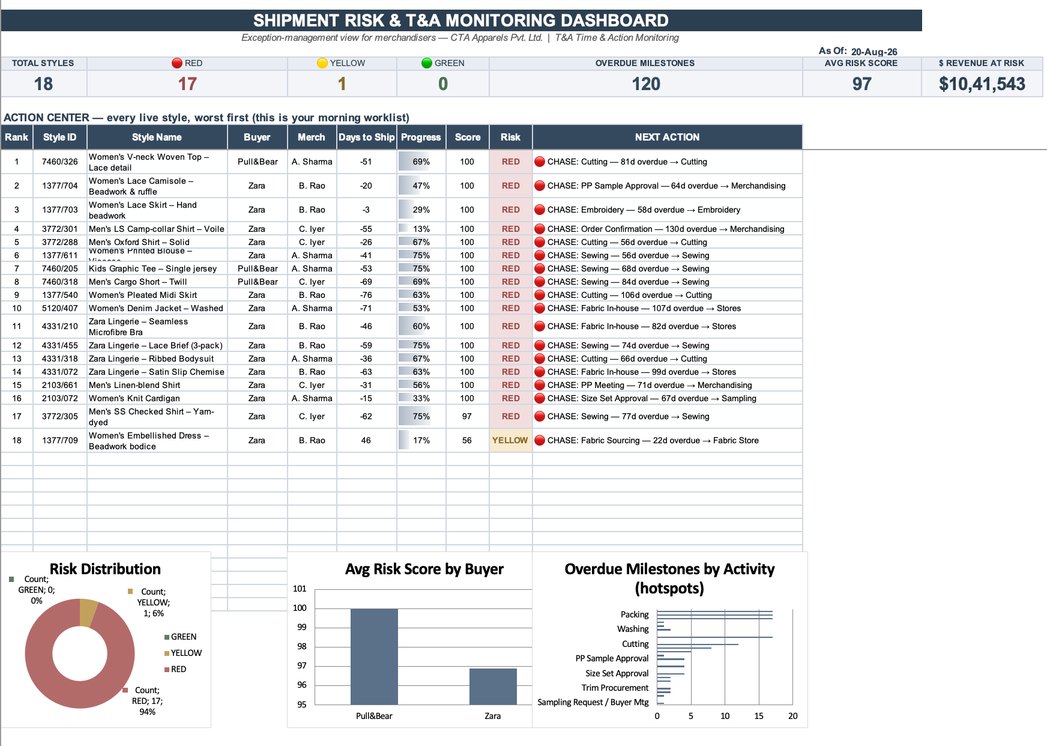 SHIPMENT RISK & T&A MONITORING DASHBOARD
Exception-management view for merchandisers — CTA Apparels Pvt. Ltd. | T&A Time & Action Monitoring
As Of: 20-Aug-26
TOTAL STYLES RED YELLOW GREEN OVERDUE MILESTONES AVG RISK SCORE $ REVENUE AT RISK
18 17 1 0 120 97 $10,41,543
ACTION CENTER — every live style, worst first (this is your morning worklist)
Rank Style ID Style Name Buyer Merch Days to Ship Progress Score Risk NEXT ACTION
1 7460/326 Women's V-neck Woven Top – Lace detail Pull&Bear A. Sharma -51 69% 100 RED CHASE: Cutting — 81d overdue → Cutting
2 1377/704 Women's Lace Camisole – Beadwork & ruffle Zara B. Rao -20 47% 100 RED CHASE: PP Sample Approval — 64d overdue → Merchandising
3 1377/703 Women's Lace Skirt – Hand beadwork Zara B. Rao -3 29% 100 RED CHASE: Embroidery — 58d overdue → Embroidery
4 3772/301 Men's LS Camp-collar Shirt – Voile Zara C. Iyer -55 13% 100 RED CHASE: Order Confirmation — 130d overdue → Merchandising
5 3772/288 Men's Oxford Shirt – Solid Zara C. Iyer -26 67% 100 RED CHASE: Cutting — 56d overdue → Cutting
6 1377/611 Women's Printed Blouse – Zara A. Sharma -41 75% 100 RED CHASE: Sewing — 56d overdue → Sewing
7 7460/205 Kids Graphic Tee – Single jersey Pull&Bear A. Sharma -53 75% 100 RED CHASE: Sewing — 68d overdue → Sewing
8 7460/318 Men's Cargo Short – Twill Pull&Bear C. Iyer -69 69% 100 RED CHASE: Sewing — 84d overdue → Sewing
9 1377/540 Women's Pleated Midi Skirt Zara B. Rao -76 63% 100 RED CHASE: Cutting — 106d overdue → Cutting
10 5120/407 Women's Denim Jacket – Washed Zara A. Sharma -71 53% 100 RED CHASE: Fabric In-house — 107d overdue → Stores
11 4331/210 Zara Lingerie – Seamless Microfibre Bra Zara B. Rao -46 60% 100 RED CHASE: Fabric In-house — 82d overdue → Stores
12 4331/455 Zara Lingerie – Lace Brief (3-pack) Zara B. Rao -59 75% 100 RED CHASE: Sewing — 74d overdue → Sewing
13 4331/318 Zara Lingerie – Ribbed Bodysuit Zara A. Sharma -36 67% 100 RED CHASE: Cutting — 66d overdue → Cutting
14 4331/072 Zara Lingerie – Satin Slip Chemise Zara B. Rao -63 63% 100 RED CHASE: Fabric In-house — 99d overdue → Stores
15 2103/661 Men's Linen-blend Shirt Zara C. Iyer -31 56% 100 RED CHASE: PP Meeting — 71d overdue → Merchandising
16 2103/072 Women's Knit Cardigan Zara A. Sharma -15 33% 100 RED CHASE: Size Set Approval — 67d overdue → Sampling
17 3772/305 Men's SS Checked Shirt – Yarn-dyed Zara C. Iyer -62 75% 97 RED CHASE: Sewing — 77d overdue → Sewing
18 1377/709 Women's Embellished Dress – Beadwork bodice Zara B. Rao 46 17% 56 YELLOW CHASE: Fabric Sourcing — 22d overdue → Fabric Store
Risk Distribution
Count; GREEN; 0; 0%
Count; YELLOW; 1; 6%
GREEN
YELLOW
RED
Count; RED; 17; 94%
Avg Risk Score by Buyer
101
100
99
98
97
96
95
Pull&Bear Zara
Overdue Milestones by Activity (hotspots)
Packing
Washing
Cutting
PP Sample Approval
Size Set Approval
Trim Procurement
Sampling Request / Buyer Mtg
0 5 10 15 20